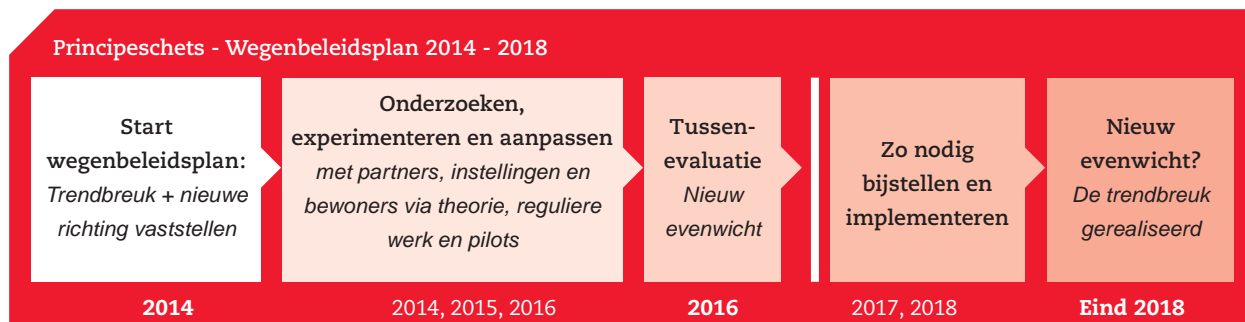 Principeschets - Wegenbeleidsplan 2014 - 2018
Start
wegenbeleidsplan:
Trendbreuk + nieuwe
richting vaststellen
Onderzoeken,
experimenteren en aanpassen
met partners, instellingen en
bewoners via theorie, reguliere
werk en pilots
Tussen-
evaluatie
Nieuw
evenwicht
Zo nodig
bijstellen en
implementeren
Nieuw
evenwicht?
De trendbreuk
gerealiseerd
2014
2014, 2015, 2016
2016
2017, 2018
Eind 2018